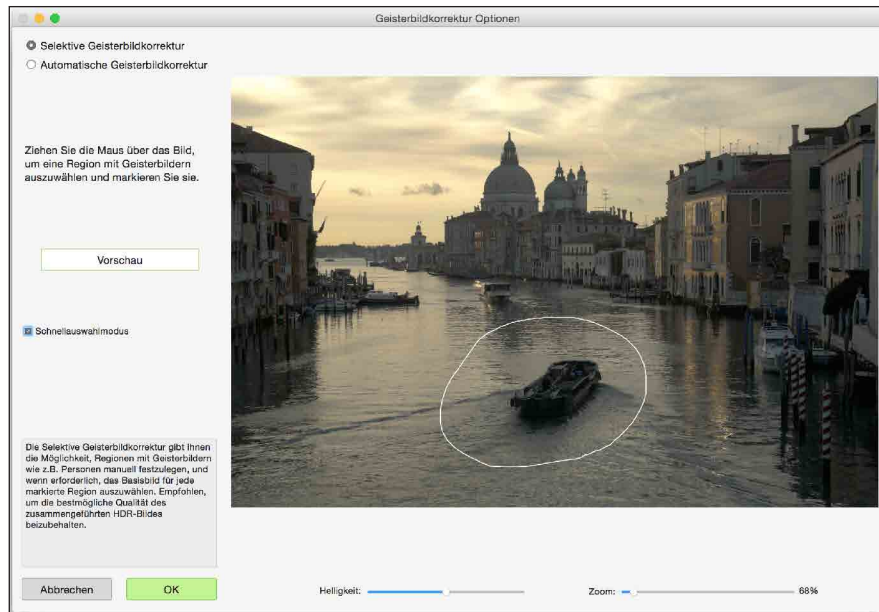 Geisterbildkorrektur Optionen
Selektive Geisterbildkorrektur
Automatische Geisterbildkorrektur
Ziehen Sie die Maus über das Bild,
um eine Region mit Geisterbildern
auszuwählen und markieren Sie sie.
Vorschau
Schnellauswahlmodus
Die Selektive Geisterbildkorrektur gibt Ihnen
die Möglichkeit, Regionen mit Geisterbildern
wie z.B. Personen manuell festzulegen, und
wenn erforderlich, das Basisbild für jede
markierte Region auszuwählen. Empfohlen,
um die bestmögliche Qualität des
zusammengeführten HDR-Bildes
beizubehalten.
Abbrechen
OK
Helligkeit:
Zoom:
68%